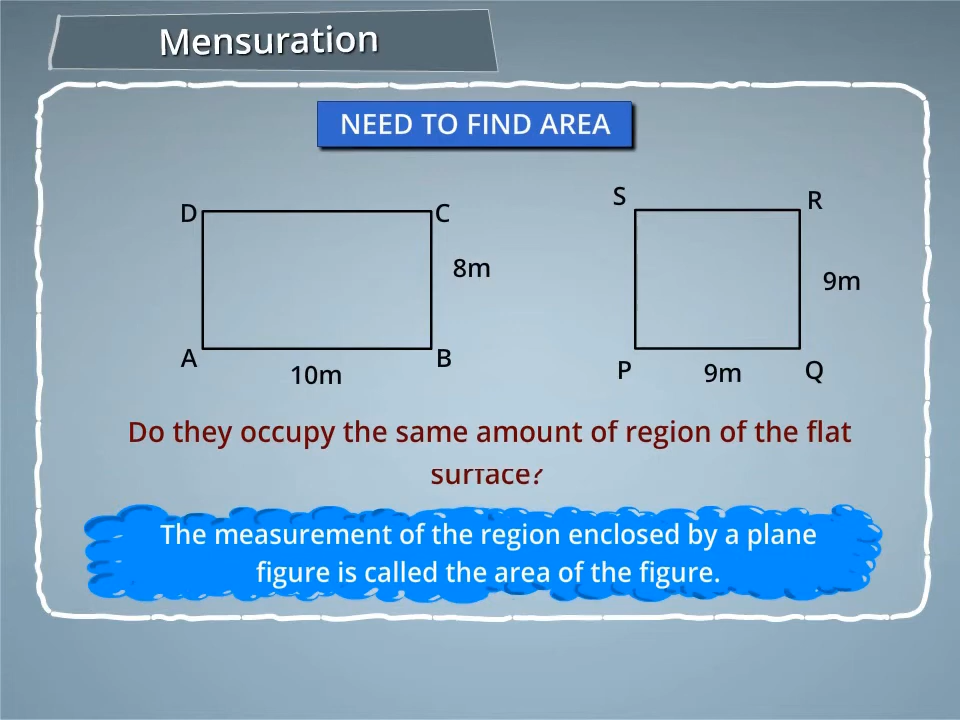 Mensuration
NEED TO FIND AREA
D
C
8m
A
B
10m
S
R
9m
P
9m
Q
Do they occupy the same amount of region of the flat
surface?
The measurement of the region enclosed by a plane
figure is called the area of the figure.